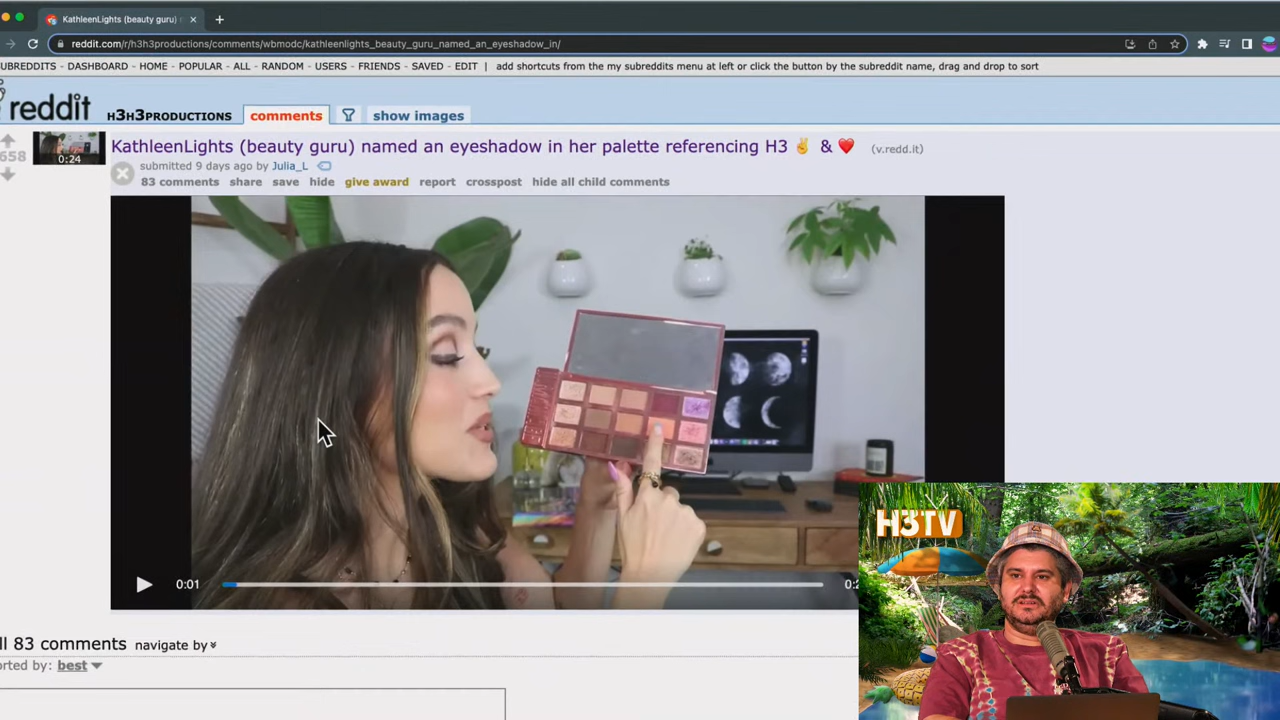 KathleenLights (beauty guru)
reddit.com/r/h3h3productions/comments/wbmodc/kathleenlights_beauty_guru_named_an_eyeshadow_in/
SUBREDDITS - DASHBOARD - HOME - POPULAR - ALL - RANDOM - USERS - FRIENDS - SAVED - EDIT | add shortcuts from the my subreddits menu at left or click the button by the subreddit name, drag and drop to sort
reddit H3H3PRODUCTIONS comments show images
658
0:24
KathleenLights (beauty guru) named an eyeshadow in her palette referencing H3 ✌️ & ❤️ (v.redd.it)
submitted 9 days ago by Julia_L
83 comments share save hide give award report crosspost hide all child comments
0:01
H3TV
ll 83 comments navigate by
orted by: best